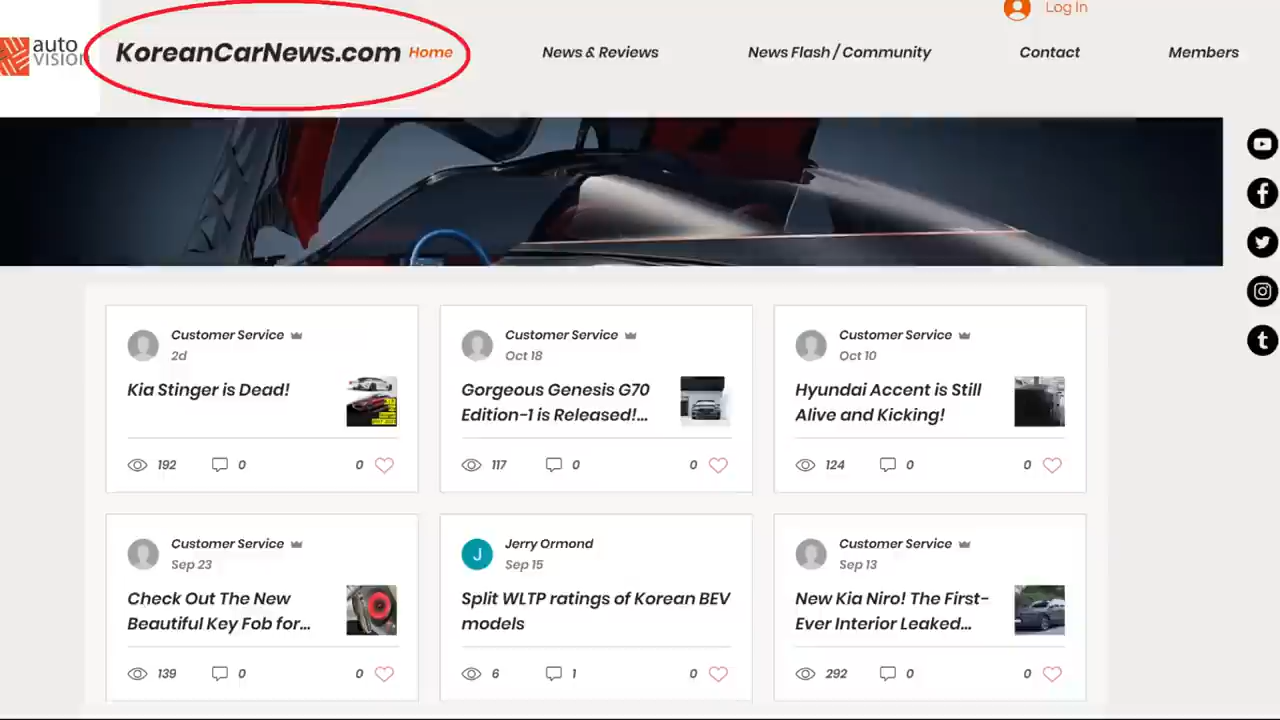 Log In
auto
vision
KoreanCarNews.com
Home
News & Reviews
News Flash / Community
Contact
Members
Customer Service
2d
Kia Stinger is Dead!
192
0
0
Customer Service
Oct 18
Gorgeous Genesis G70
Edition-1 is Released!...
117
0
0
Customer Service
Oct 10
Hyundai Accent is Still
Alive and Kicking!
124
0
0
Customer Service
Sep 23
Check Out The New
Beautiful Key Fob for...
139
0
0
J
Jerry Ormond
Sep 15
Split WLTP ratings of Korean BEV
models
6
1
0
Customer Service
Sep 13
New Kia Niro! The First-
Ever Interior Leaked...
292
0
0